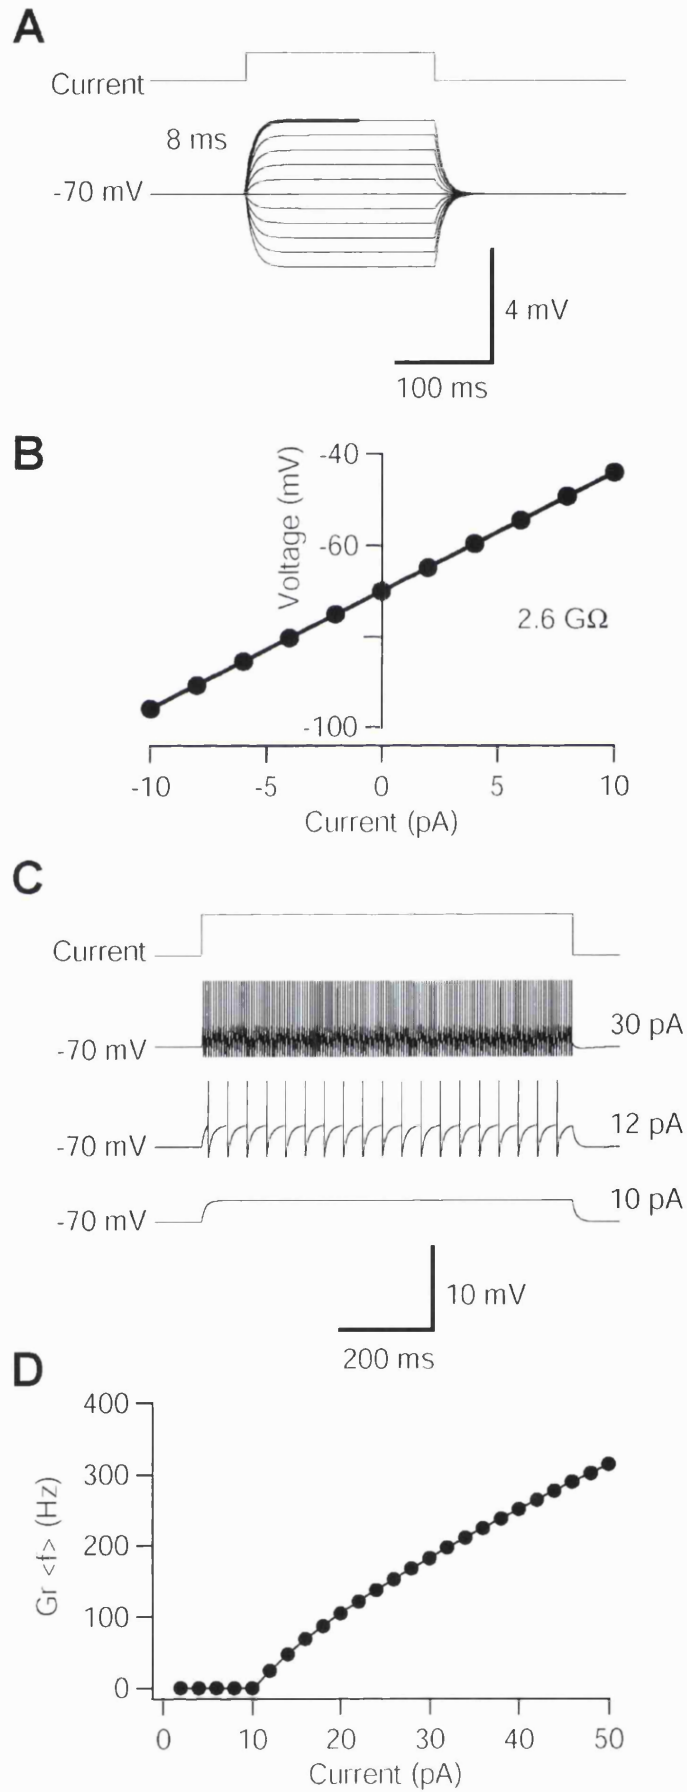 A
Current
8 ms
-70 mV
4 mV
100 ms
B
Voltage (mV)
-40
-60
2.6 GΩ
-100
-10 -5 0 5 10
Current (pA)
C
Current
30 pA
-70 mV
12 pA
-70 mV
10 pA
-70 mV
10 mV
200 ms
D
Gr <f> (Hz)
400
300
200
100
0
0 10 20 30 40 50
Current (pA)